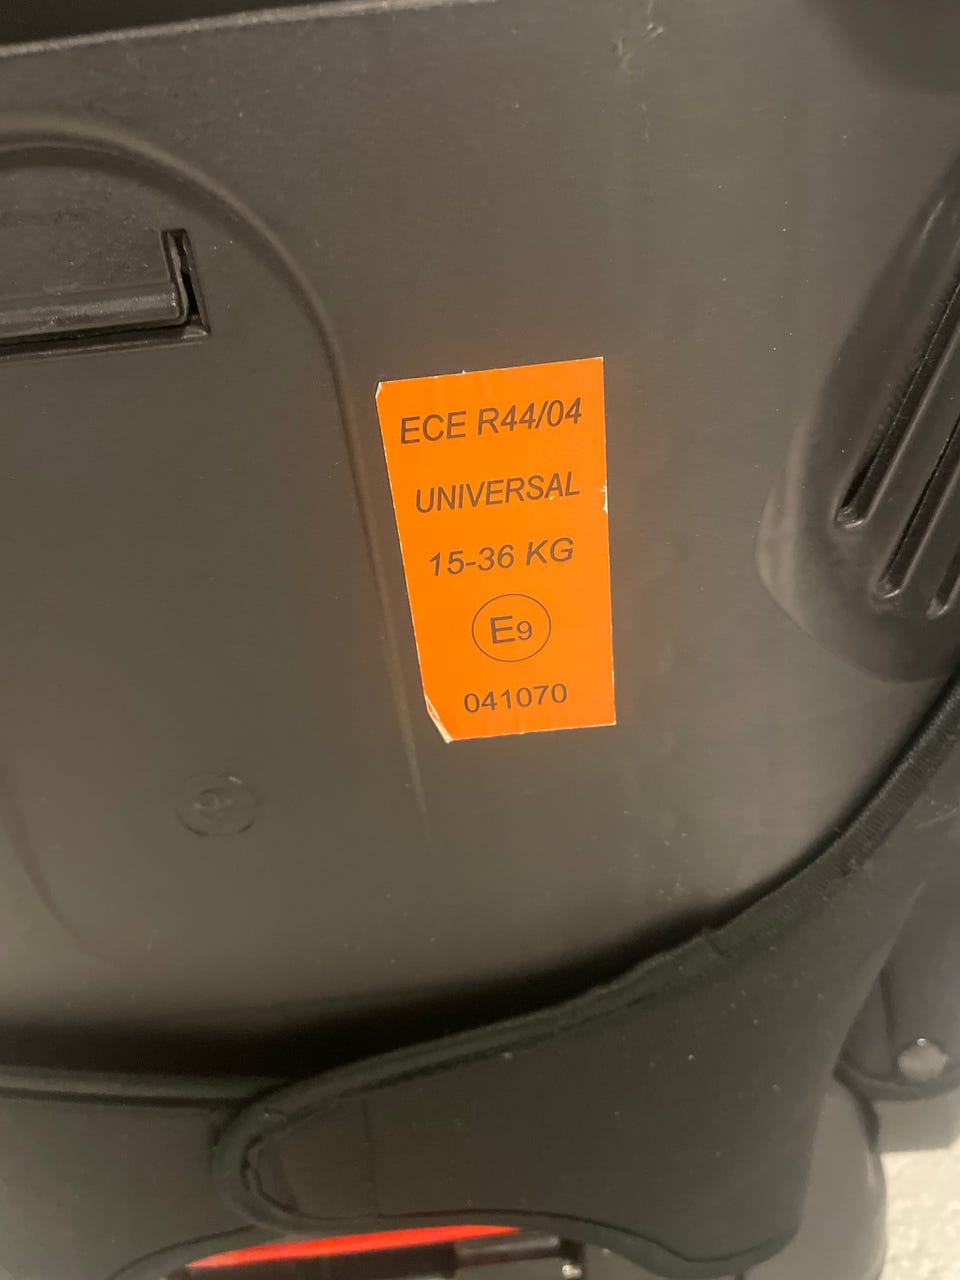 ECE R44/04
UNIVERSAL
15-36 KG
E9
041070